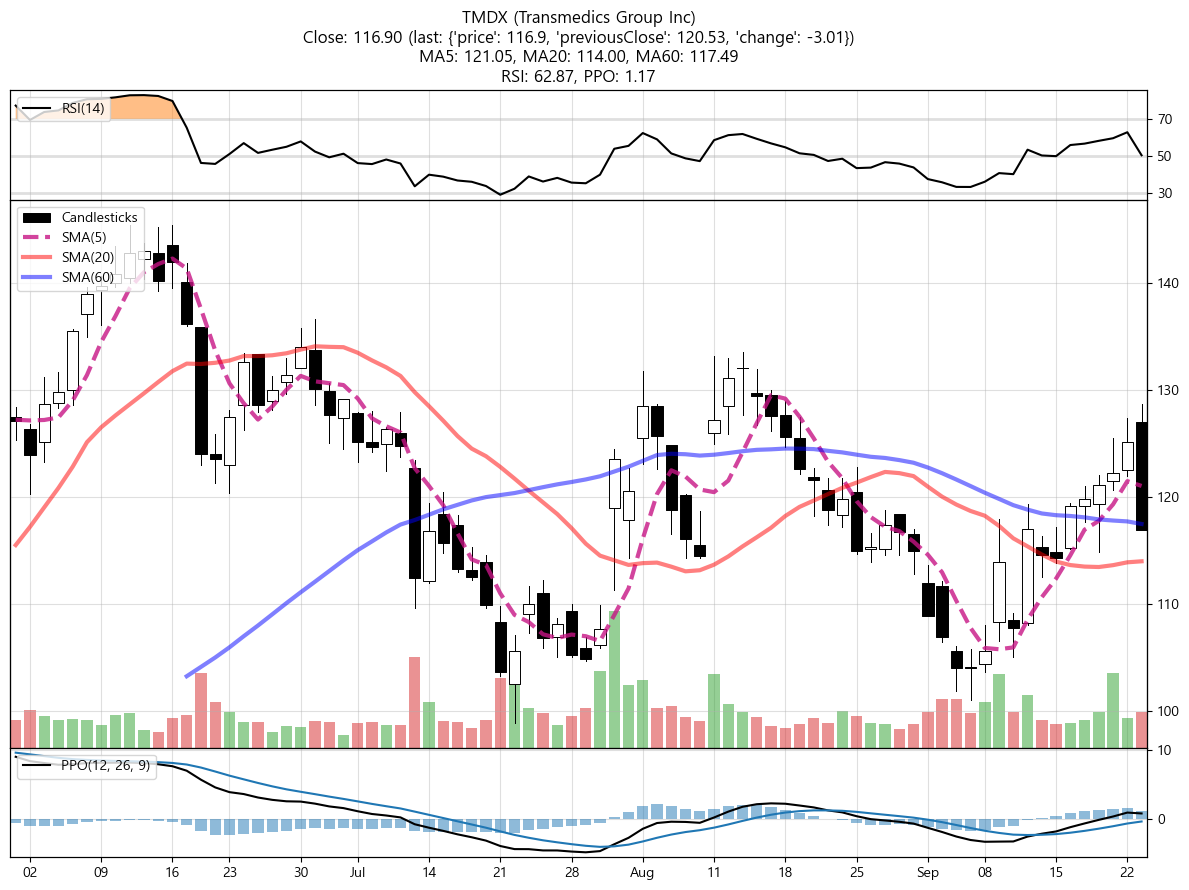 TMDX (Transmedics Group Inc)
Close: 116.90 (last: {'price': 116.9, 'previousClose': 120.53, 'change': -3.01})
MA5: 121.05, MA20: 114.00, MA60: 117.49
RSI: 62.87, PPO: 1.17
RSI(14)
70
50
30
Candlesticks
SMA(5)
SMA(20)
SMA(60)
140
130
120
110
100
PPO(12, 26, 9)
10
0
02 09 16 23 Jul 14 21 28 Aug 11 18 25 Sep 08 15 22